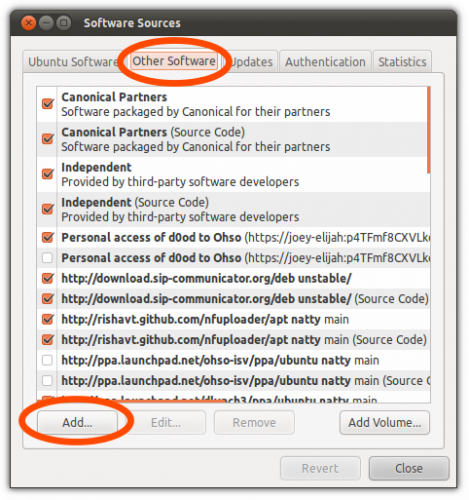 Software Sources
Ubuntu Software
Other Software
Updates
Authentication
Statistics
Canonical Partners
Software packaged by Canonical for their partners
Canonical Partners (Source Code)
Software packaged by Canonical for their partners
Independent
Provided by third-party software developers
Independent (Source Code)
Provided by third-party software developers
Personal access of d0od to Ohso (https://joey-elijah:p4TFmf8CXVLk
Personal access of d0od to Ohso (https://joey-elijah:p4TFmf8CXVLk
http://download.sip-communicator.org/deb unstable/
http://download.sip-communicator.org/deb unstable/ (Source Code)
http://rishavt.github.com/nfuploader/apt natty main
http://rishavt.github.com/nfuploader/apt natty main (Source Code)
http://ppa.launchpad.net/ohso-isv/ppa/ubuntu natty main
http://ppa.launchpad.net/ohso-isv/ppa/ubuntu natty main (Source
main
Add...
Edit...
Remove
Add Volume...
Revert
Close